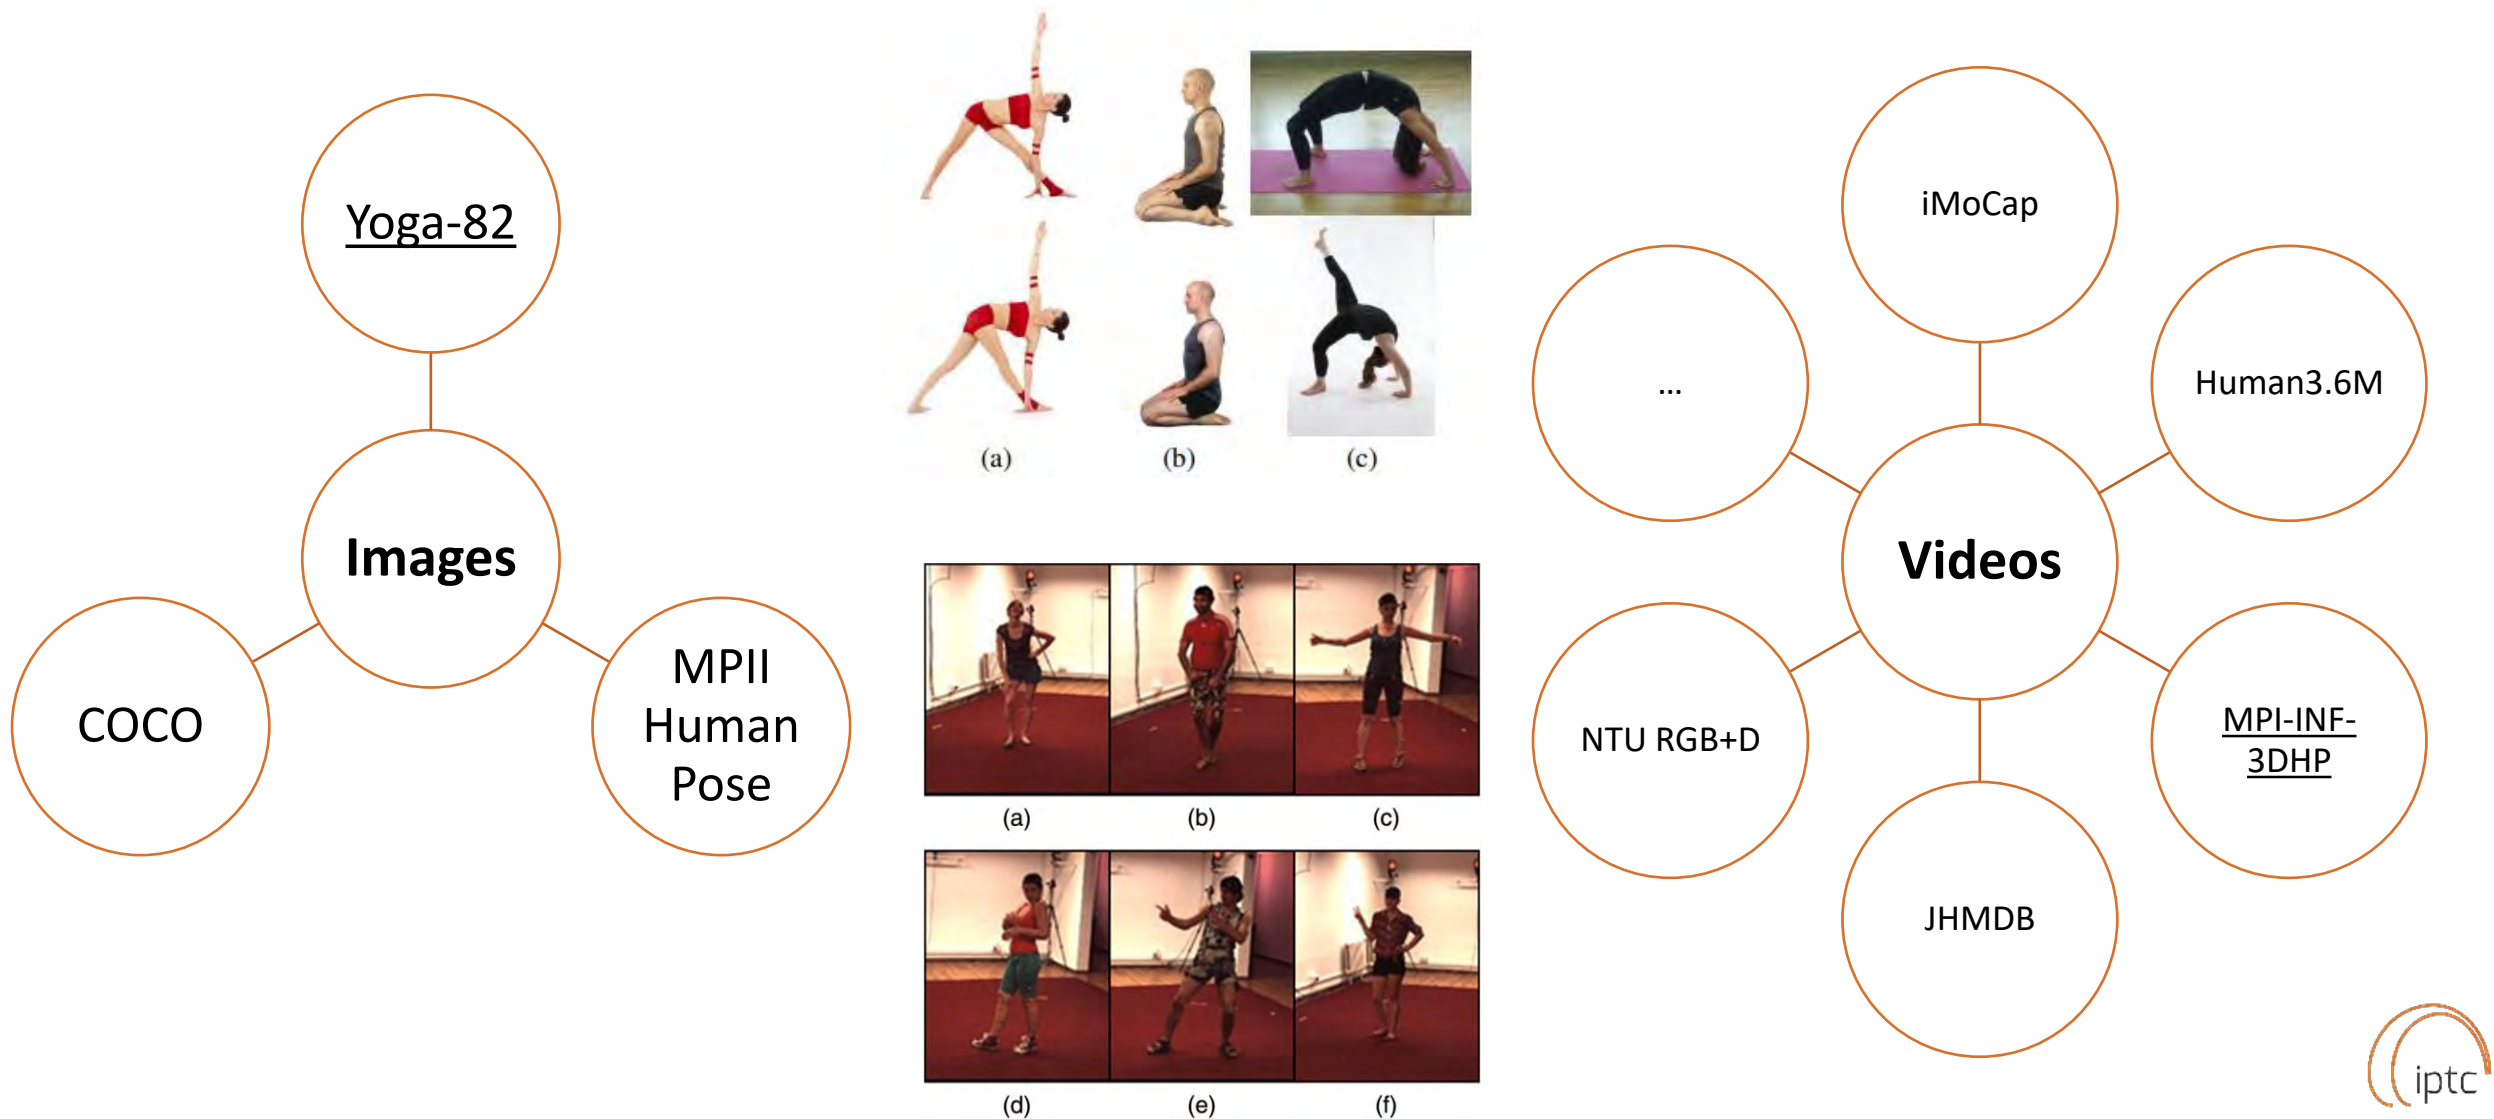 Yoga-82
Images
COCO
MPII
Human
Pose
(a)
(b)
(c)
(a)
(b)
(c)
(d)
(e)
(f)
iMoCap
...
Human3.6M
Videos
NTU RGB+D
MPI-INF-
3DHP
JHMDB
iptc